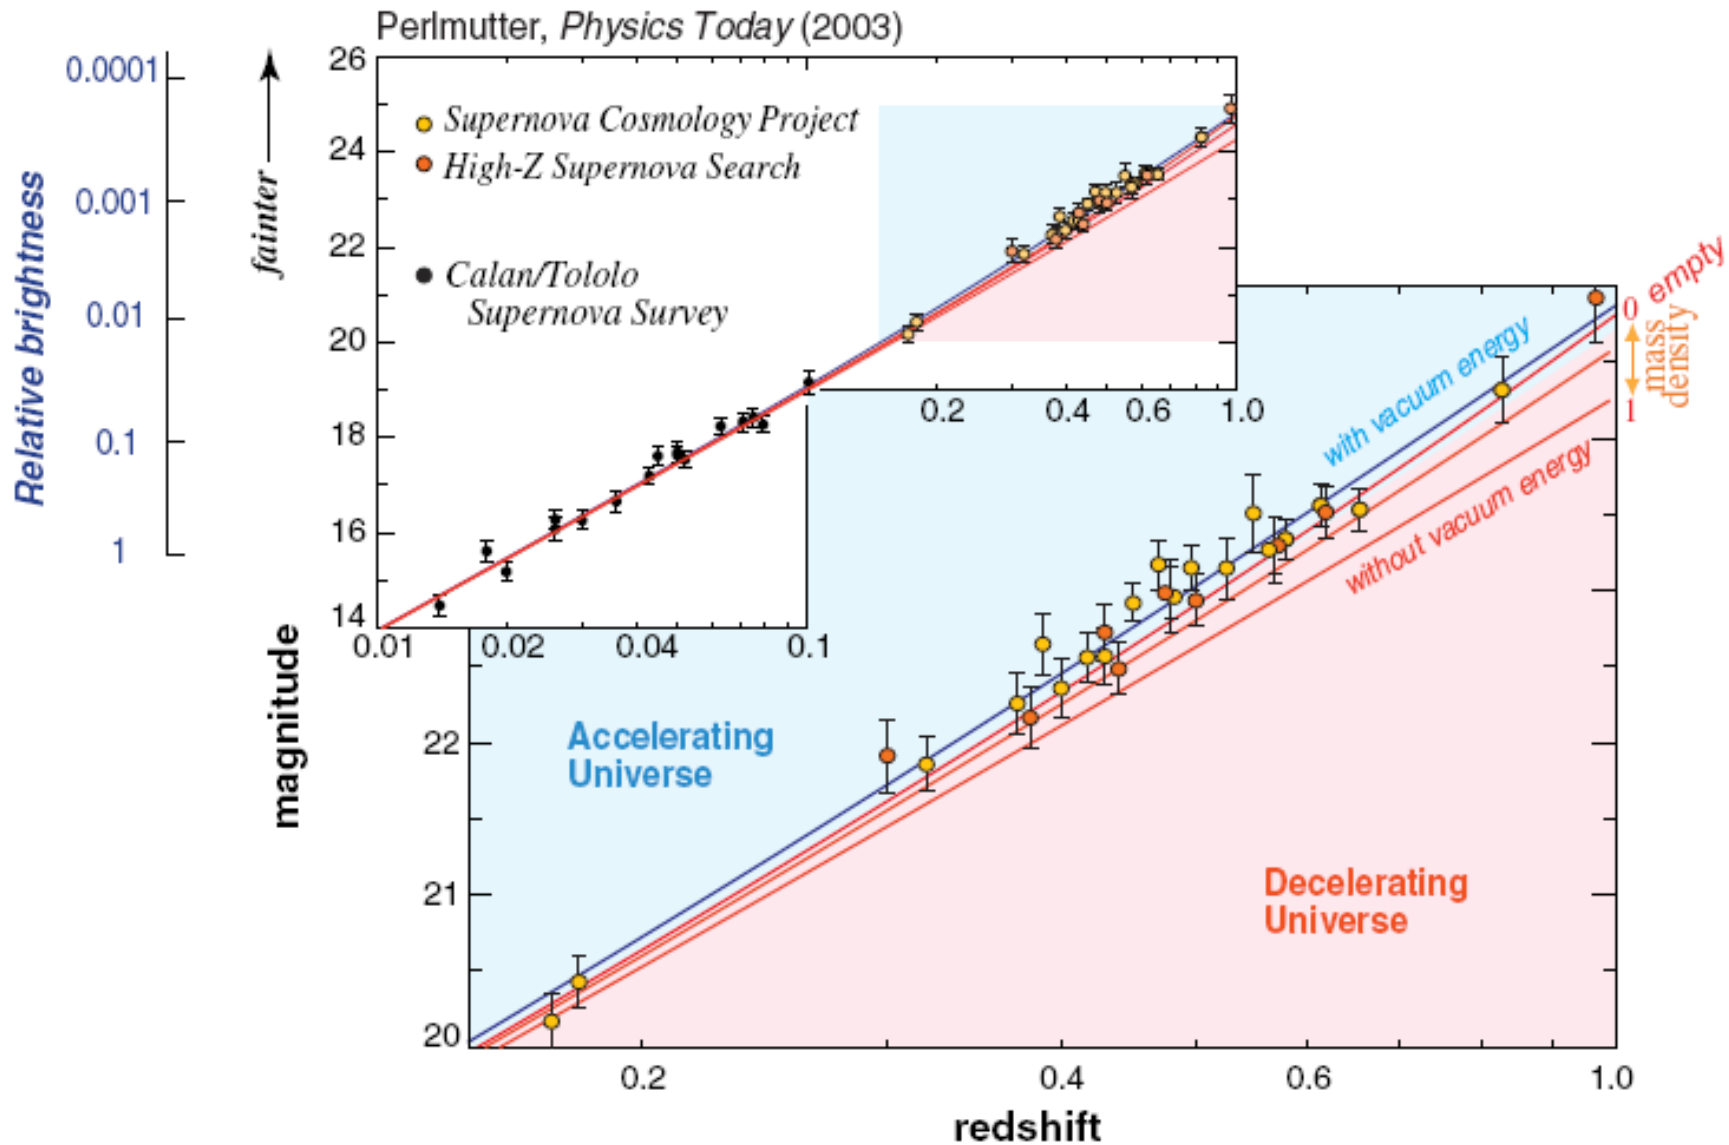 Perlmutter, Physics Today (2003)
0.0001
0.001
0.01
0.1
1
Relative brightness
fainter
26
24
22
20
18
16
14
Supernova Cosmology Project
High-Z Supernova Search
Calan/Tololo
Supernova Survey
0.2
0.4
0.6
1.0
0.01
0.02
0.04
0.1
magnitude
22
21
20
Accelerating
Universe
Decelerating
Universe
with vacuum energy
without vacuum energy
0
empty
mass
density
1
0.2
0.4
0.6
1.0
redshift